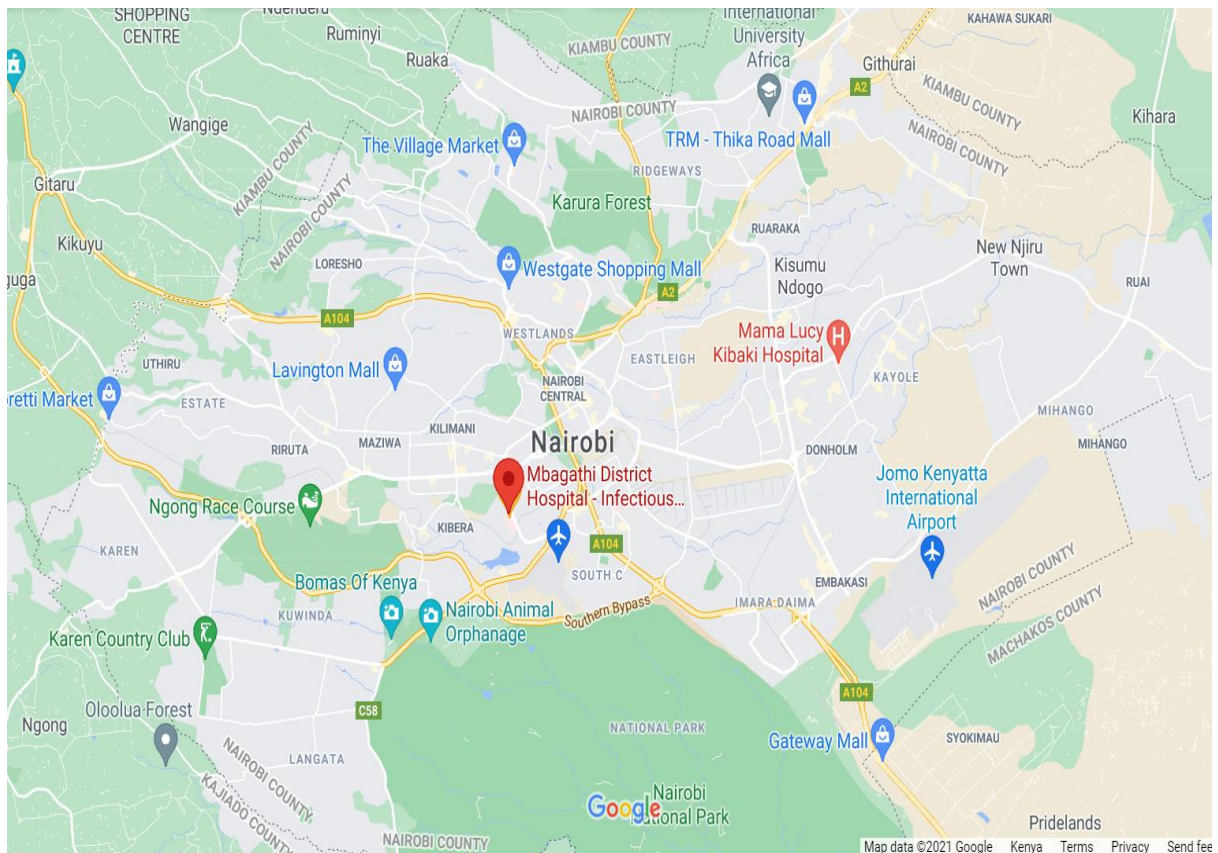 SHOPPING
CENTRE
Ruminyi
Ruaka
KIAMBU COUNTY
International
University
Africa
KAHAWA SUKARI
Githurai
A2
KIAMBU COUNTY
Kihara
Wangige
NAIROBI COUNTY
TRM - Thika Road Mall
NAIROBI COUNTY
The Village Market
RIDGEWAYS
Gitaru
KIAMBU COUNTY
NAIROBI COUNTY
Karura Forest
RUARAKA
Kikuyu
LORESHO
Westgate Shopping Mall
Kisumu
Ndogo
New Njiru
Town
RUAI
A2
A104
WESTLANDS
Mama Lucy
Kibaki Hospital
EASTLEIGH
UTHIRU
Lavington Mall
NAIROBI
CENTRAL
KAYOLE
ESTATE
MIHANGO
KILIMANI
MAZIWA
Nairobi
RIRUTA
DONHOLM
MIHANGO
Mbagathi District
Hospital - Infectious...
Jomo Kenyatta
International
Airport
Ngong Race Course
KIBERA
A104
KAREN
SOUTH C
EMBAKASI
NAIROBI COUNTY
Bomas Of Kenya
KUWINDA
Nairobi Animal
Orphanage
Southern Bypass
IMARA DAIMA
MACHAKOS COUNTY
Karen Country Club
A104
Oloolua Forest
C58
Ngong
NATIONAL PARK
Gateway Mall
SYOKIMAU
LANGATA
NAIROBI COUNTY
KAJIADO COUNTY
Google
Nairobi
National Park
NAIROBI COUNTY
Pridelands
Map data ©2021 Google Kenya Terms Privacy Send